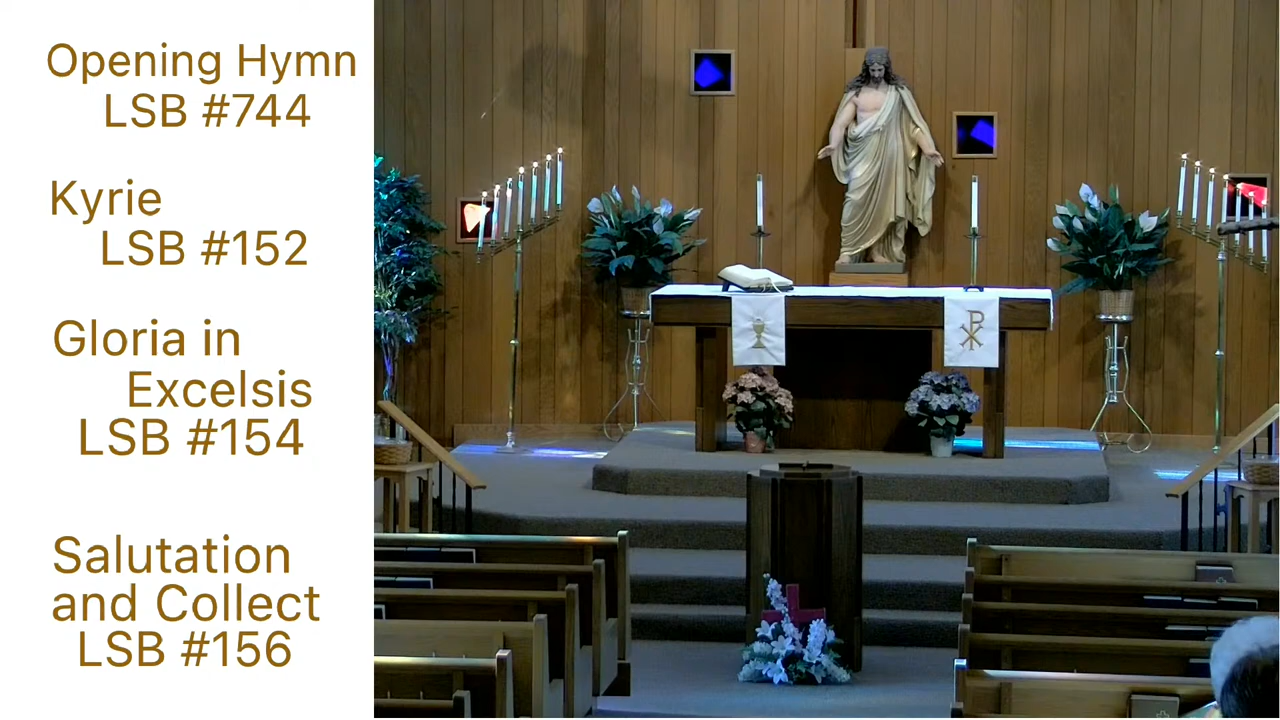 Opening Hymn
LSB #744
Kyrie
LSB #152
Gloria in
Excelsis
LSB #154
Salutation
and Collect
LSB #156